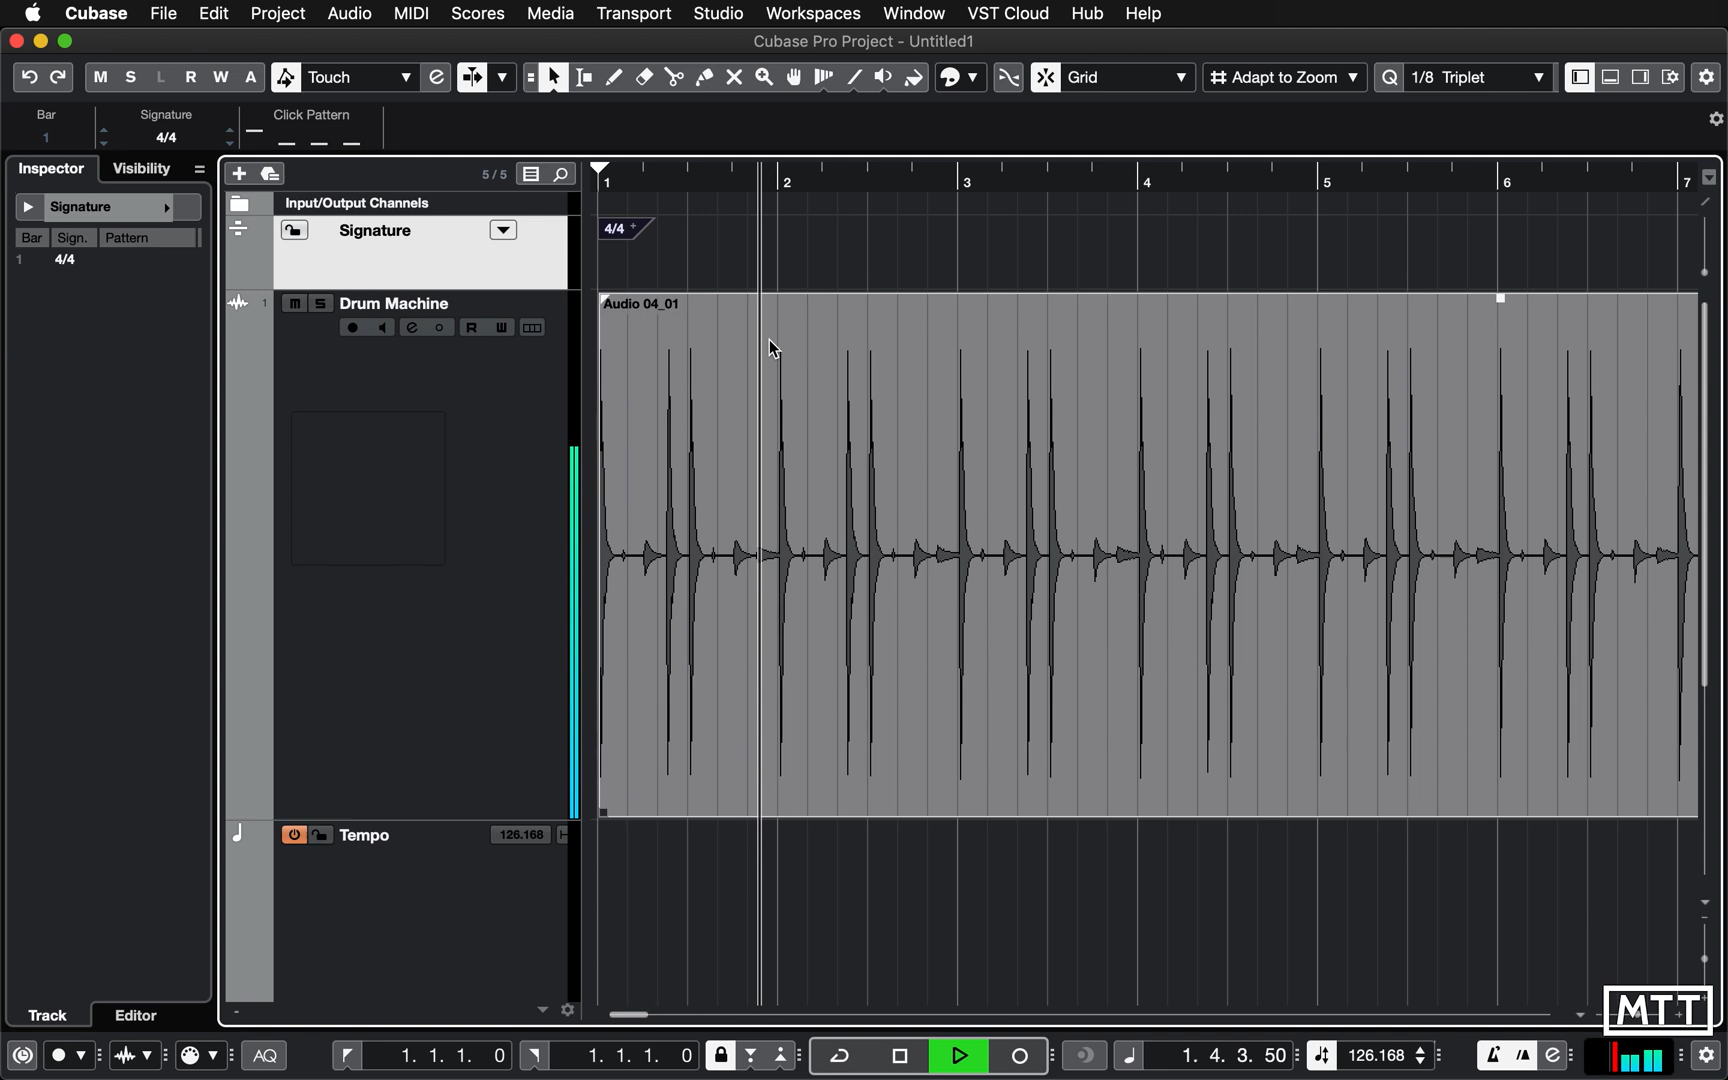 Cubase File Edit Project Audio MIDI Scores Media Transport Studio Workspaces Window VST Cloud Hub Help
Cubase Pro Project - Untitled1
M S L R W A Touch e Grid Adapt to Zoom Q 1/8 Triplet
Bar Signature Click Pattern
1 4/4
Inspector Visibility
5/5
1 2 3 4 5 6 7
Signature
Input/Output Channels
Signature
4/4 +
Bar Sign. Pattern
1 4/4
1 m S Drum Machine
Audio 04_01
e R W
Tempo 126.168
Track Editor
MTT
AQ 1. 1. 1. 0 1. 1. 1. 0 1. 4. 3. 50 126.168 e